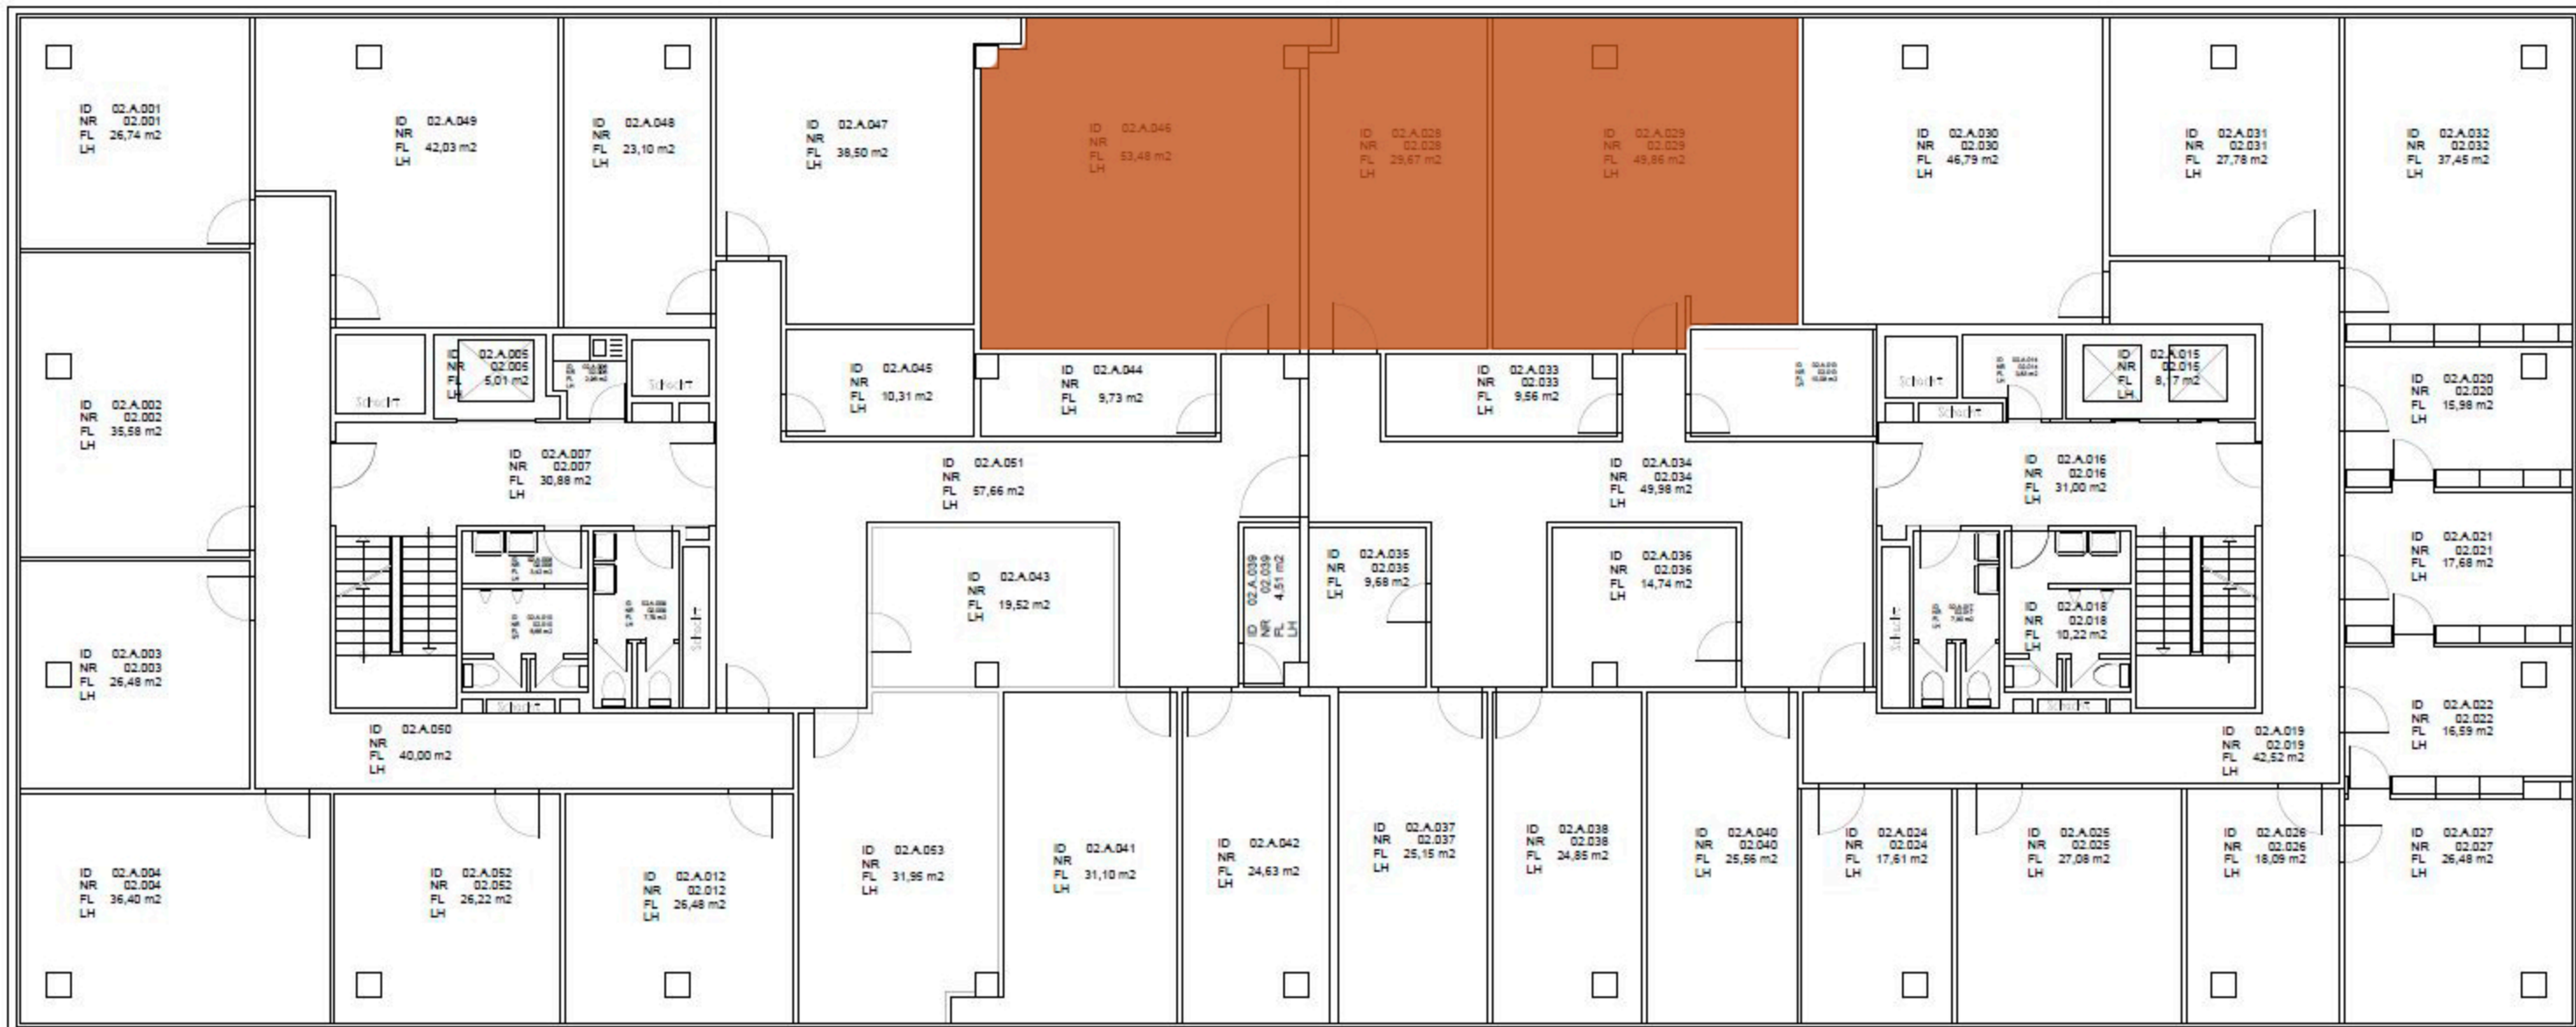 ID 02.A.001
NR 02.001
FL 26,74 m2
LH
ID 02.A.049
NR
FL 42,03 m2
LH
ID 02.A.048
NR
FL 23,10 m2
LH
ID 02.A.047
NR
FL 38,50 m2
LH
ID 02.A.046
NR
FL 53,48 m2
LH
ID 02.A.028
NR 02.028
FL 29,67 m2
LH
ID 02.A.029
NR 02.029
FL 49,86 m2
LH
ID 02.A.030
NR 02.030
FL 46,79 m2
LH
ID 02.A.031
NR 02.031
FL 27,78 m2
LH
ID 02.A.032
NR 02.032
FL 37,45 m2
LH
ID 02.A.002
NR 02.002
FL 35,58 m2
LH
Schacht
ID 02.A.005
NR 02.005
FL 5,01 m2
LH
Schacht
ID 02.A.045
NR
FL 10,31 m2
LH
ID 02.A.044
NR
FL 9,73 m2
LH
ID 02.A.033
NR 02.033
FL 9,56 m2
LH
Schacht
Schacht
ID 02.A.015
NR 02.015
FL 8,17 m2
LH
ID 02.A.020
NR 02.020
FL 15,98 m2
LH
ID 02.A.007
NR 02.007
FL 30,88 m2
LH
ID 02.A.051
NR
FL 57,66 m2
LH
ID 02.A.034
NR 02.034
FL 49,98 m2
LH
ID 02.A.016
NR 02.016
FL 31,00 m2
LH
ID 02.A.021
NR 02.021
FL 17,68 m2
LH
ID 02.A.043
NR
FL 19,52 m2
LH
ID 02.A.039
NR 02.039
FL 4,51 m2
LH
ID 02.A.035
NR 02.035
FL 9,68 m2
LH
ID 02.A.036
NR 02.036
FL 14,74 m2
LH
Schacht
Schacht
ID 02.A.018
NR 02.018
FL 10,22 m2
LH
ID 02.A.003
NR 02.003
FL 26,48 m2
LH
Schacht
Schacht
ID 02.A.022
NR 02.022
FL 16,59 m2
LH
ID 02.A.050
NR
FL 40,00 m2
LH
ID 02.A.019
NR 02.019
FL 42,52 m2
LH
ID 02.A.004
NR 02.004
FL 36,40 m2
LH
ID 02.A.052
NR 02.052
FL 26,22 m2
LH
ID 02.A.012
NR 02.012
FL 26,48 m2
LH
ID 02.A.053
NR
FL 31,95 m2
LH
ID 02.A.041
NR
FL 31,10 m2
LH
ID 02.A.042
NR
FL 24,63 m2
LH
ID 02.A.037
NR 02.037
FL 25,15 m2
LH
ID 02.A.038
NR 02.038
FL 24,85 m2
LH
ID 02.A.040
NR 02.040
FL 25,56 m2
LH
ID 02.A.024
NR 02.024
FL 17,61 m2
LH
ID 02.A.025
NR 02.025
FL 27,08 m2
LH
ID 02.A.026
NR 02.026
FL 18,09 m2
LH
ID 02.A.027
NR 02.027
FL 26,48 m2
LH